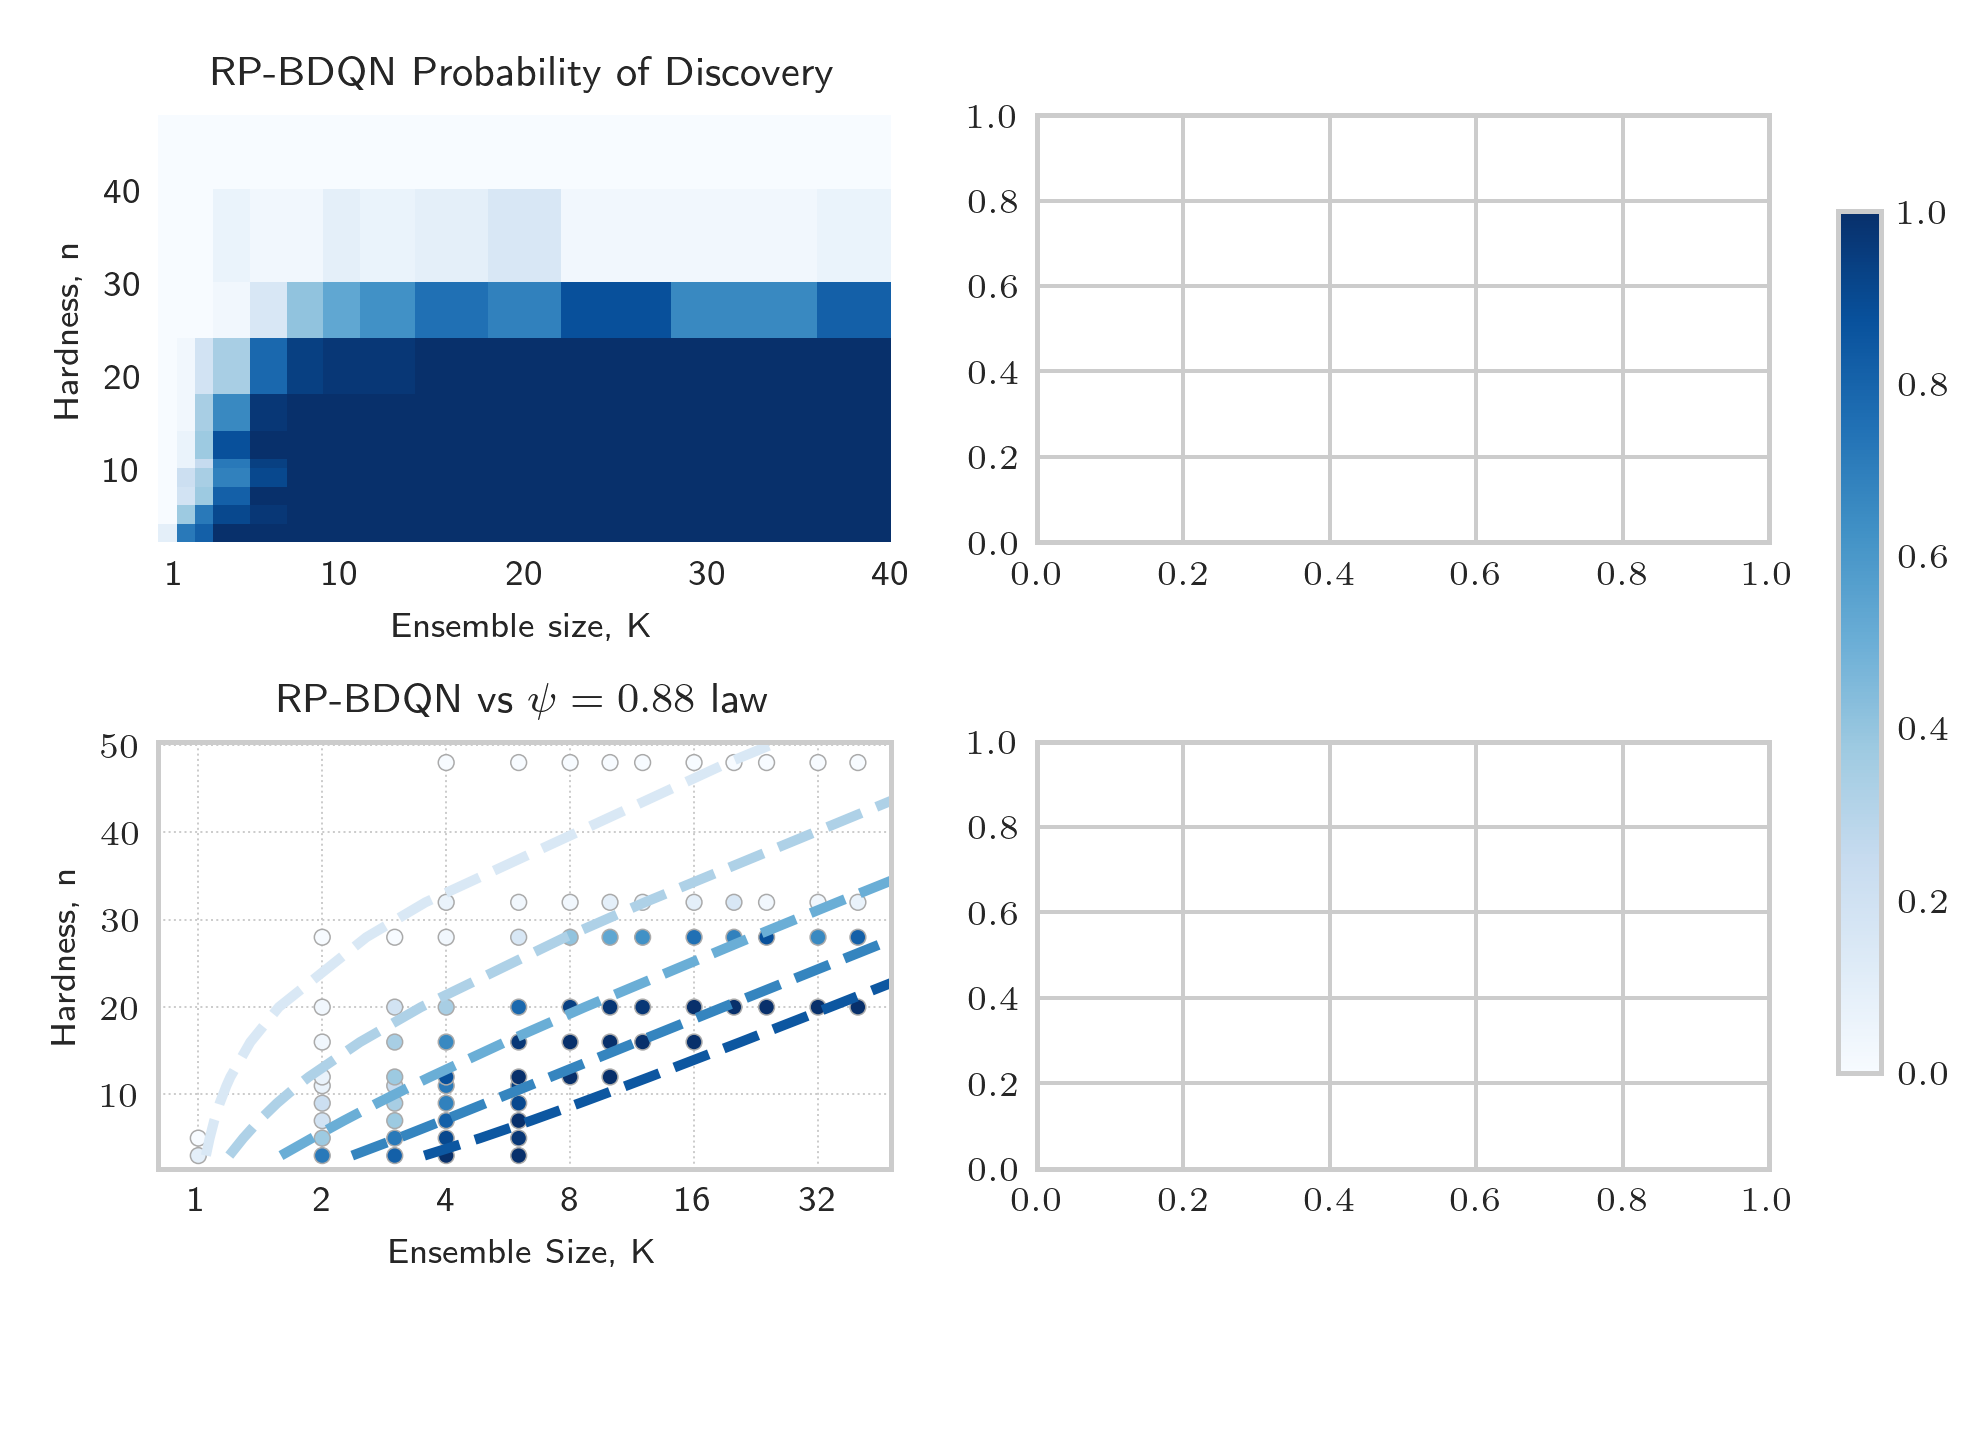 RP-BDQN Probability of Discovery
Hardness, n
40
30
20
10
1 10 20 30 40
Ensemble size, K
1.0
0.8
0.6
0.4
0.2
0.0
0.0 0.2 0.4 0.6 0.8 1.0
RP-BDQN vs ψ = 0.88 law
Hardness, n
50
40
30
20
10
1 2 4 8 16 32
Ensemble Size, K
1.0
0.8
0.6
0.4
0.2
0.0
0.0 0.2 0.4 0.6 0.8 1.0
1.0
0.8
0.6
0.4
0.2
0.0